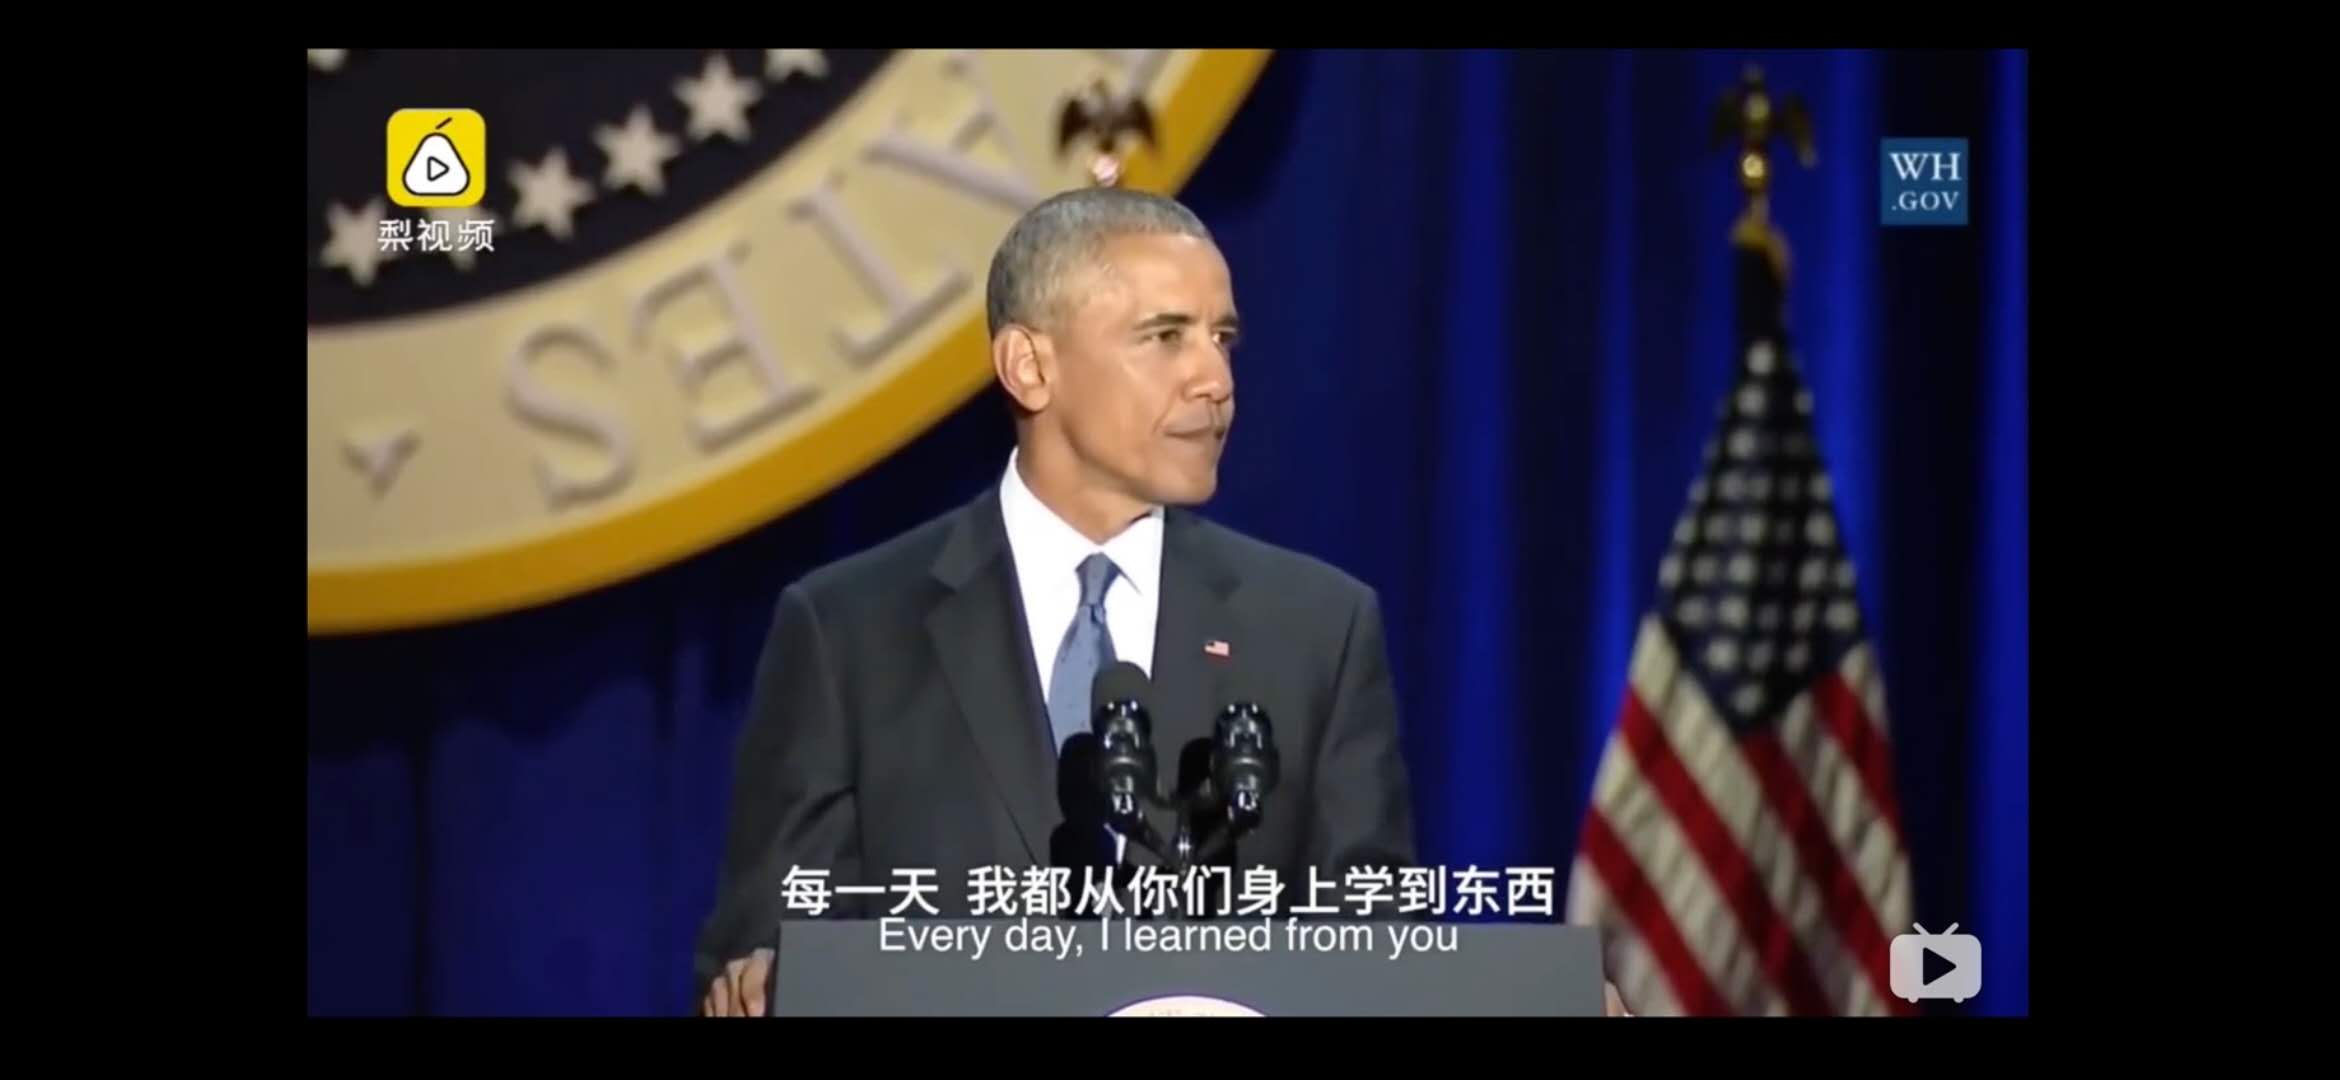 梨视频
WH
.GOV
ATES
每一天 我都从你们身上学到东西
Every day, I learned from you